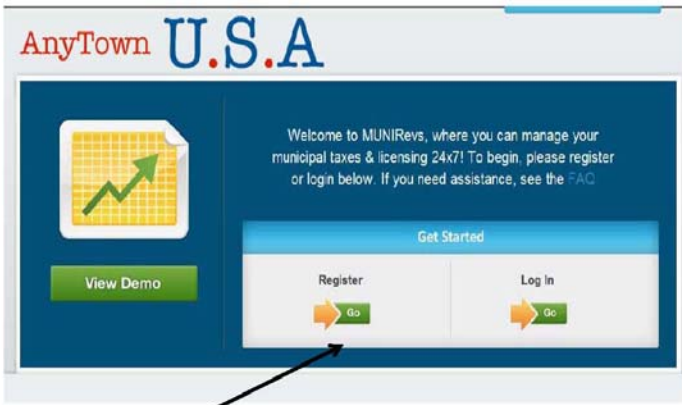 AnyTown U.S.A
Welcome to MUNIRevs, where you can manage your
municipal taxes & licensing 24x7! To begin, please register
or login below. If you need assistance, see the FAQ
View Demo
Get Started
Register
Go
Log In
Go